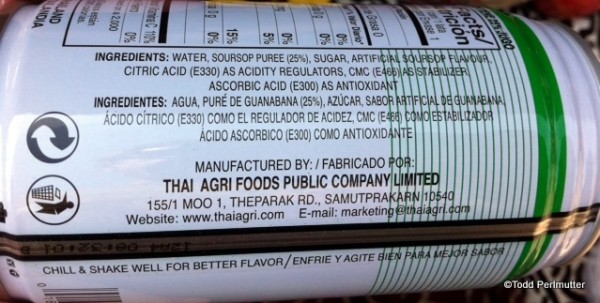 Facts/
INGREDIENTS: WATER, SOURSOP PUREE (25%), SUGAR, ARTIFICIAL SOURSOP FLAVOUR,
CITRIC ACID (E330) AS ACIDITY REGULATORS, CMC (E466) AS STABILIZER
ASCORBIC ACID (E300) AS ANTIOXIDANT
INGREDIENTES: AGUA, PURÉ DE GUANABANA (25%), AZÚCAR, SABOR ARTIFICIAL DE GUANABANA,
ÁCIDO CÍTRICO (E330) COMO EL REGULADOR DE ACIDEZ, CMC (E466) COMO ESTABILIZADOR
ÁCIDO ASCORBICO (E300) COMO ANTIOXIDANTE
MANUFACTURED BY: / FABRICADO POR:
THAI AGRI FOODS PUBLIC COMPANY LIMITED
155/1 MOO 1, THEPARAK RD., SAMUTPRAKARN 10540
Website: www.thaiagri.com E-mail: marketing@thaiagri.com
CHILL & SHAKE WELL FOR BETTER FLAVOR / ENFRIE Y AGITE BIEN PARA MEJOR SABOR
©Todd Perlmutter